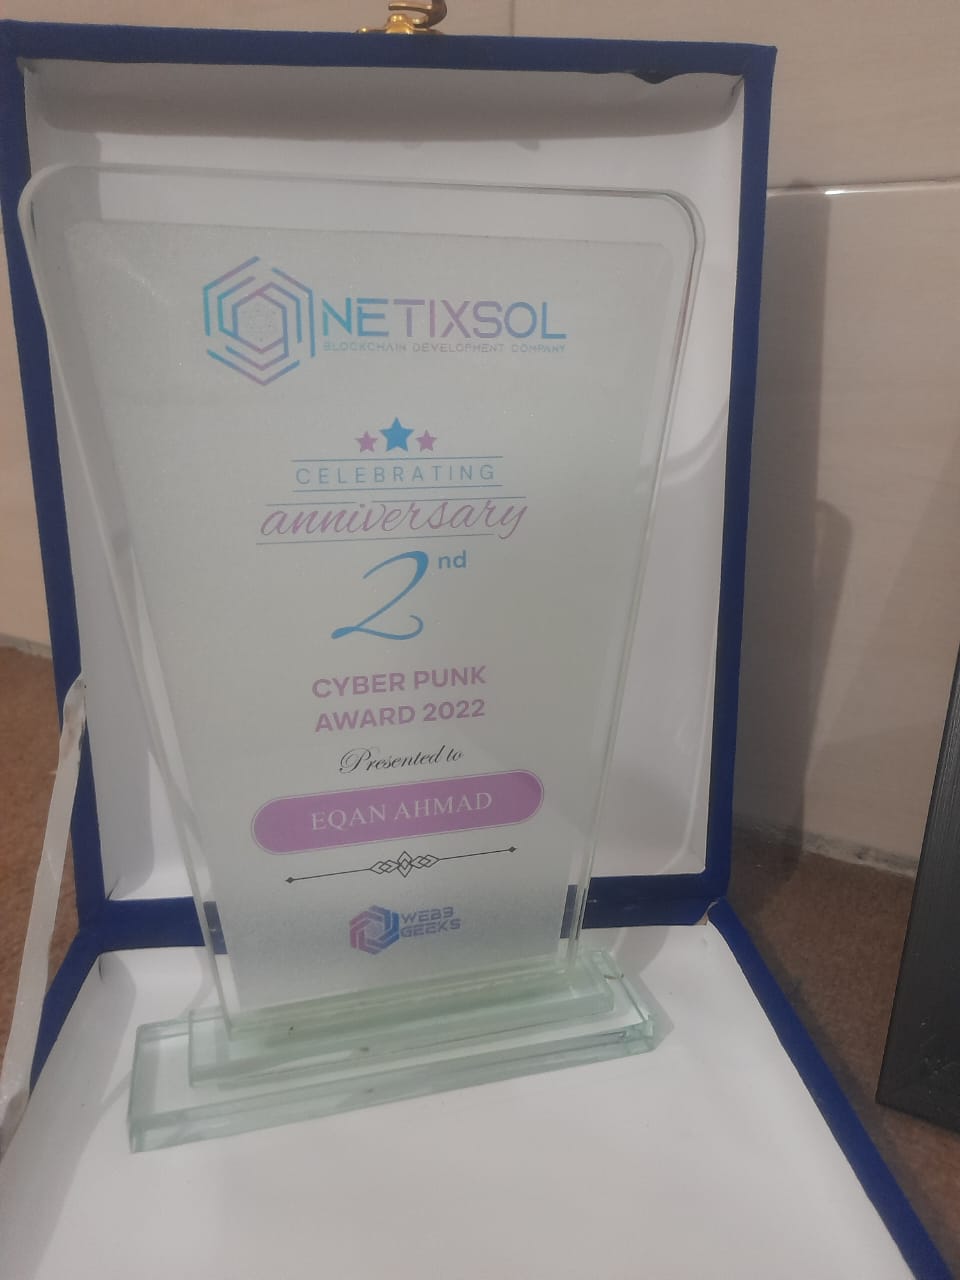 NETIXSOL
BLOCKCHAIN DEVELOPMENT COMPANY
CELEBRATING
anniversary
2nd
CYBER PUNK
AWARD 2022
Presented to
EQAN AHMAD
WEB3
GEEKS